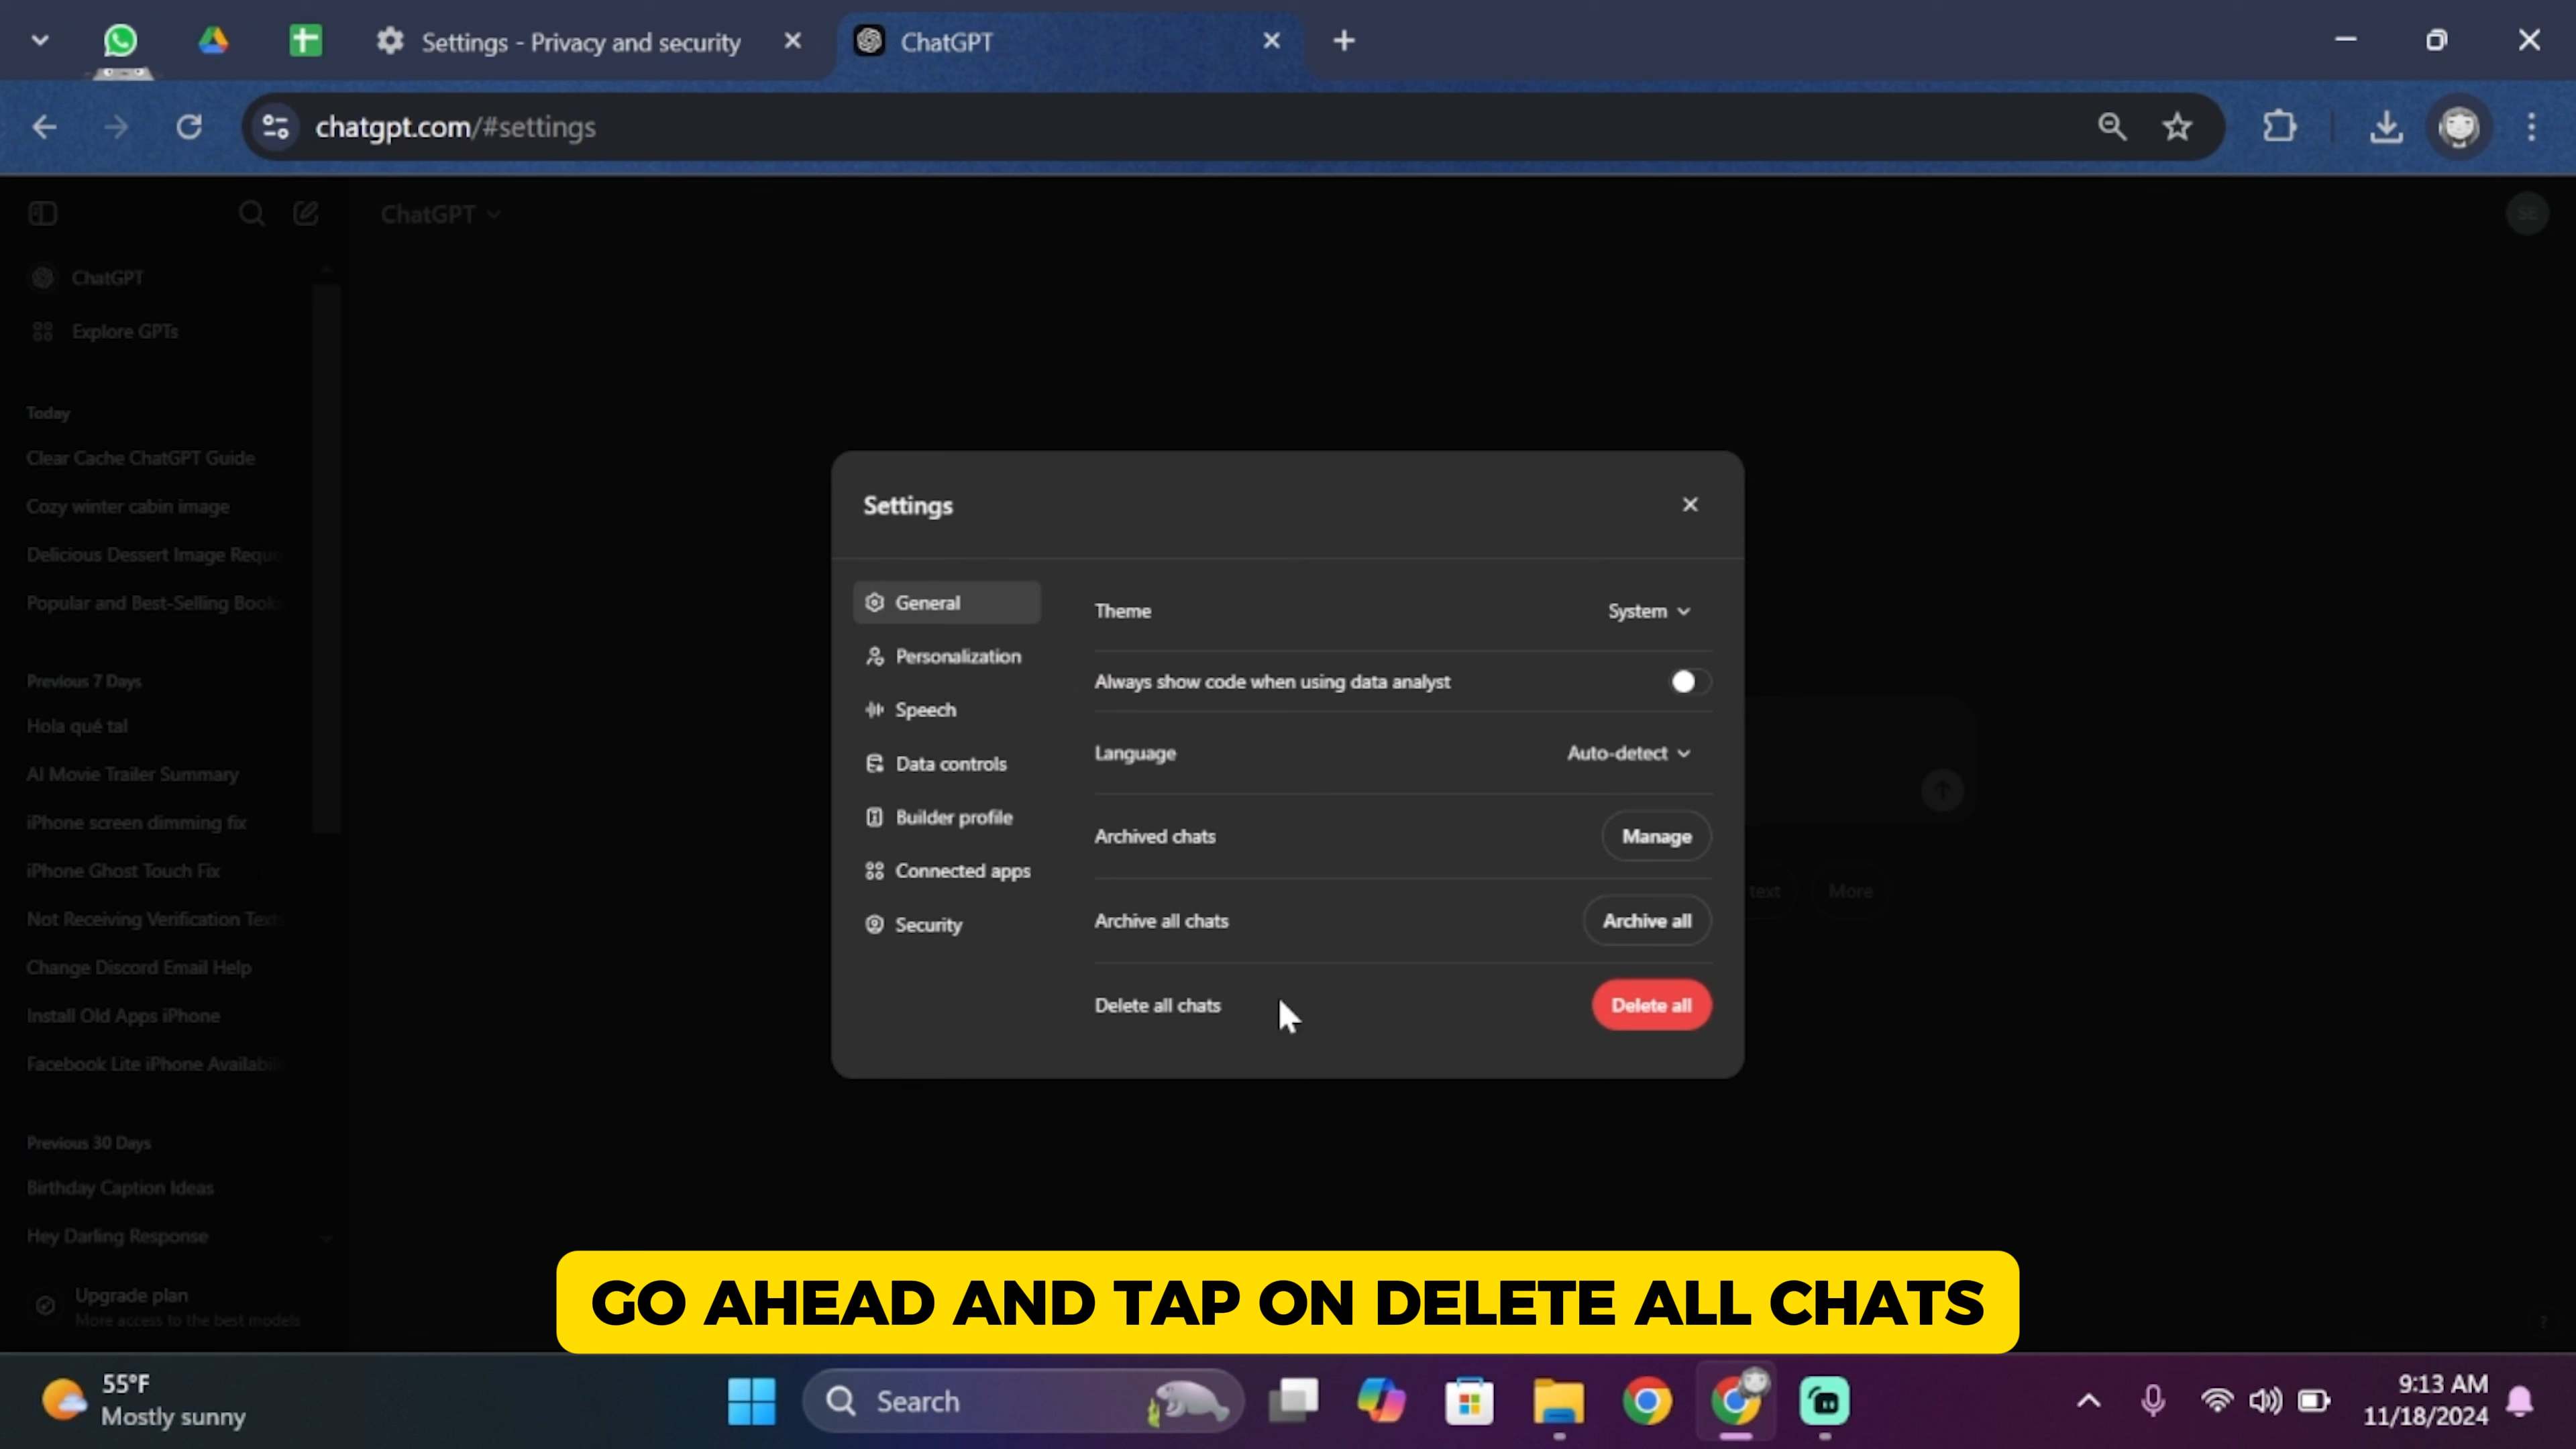 Settings - Privacy and security
ChatGPT
chatgpt.com/#settings
ChatGPT
SE
ChatGPT
Explore GPTs
Today
Clear Cache ChatGPT Guide
Cozy winter cabin image
Delicious Dessert Image Reque
Popular and Best-Selling Books
Previous 7 Days
Hola qué tal
AI Movie Trailer Summary
iPhone screen dimming fix
iPhone Ghost Touch Fix
Not Receiving Verification Texts
Change Discord Email Help
Install Old Apps iPhone
Facebook Lite iPhone Availabili
Previous 30 Days
Birthday Caption Ideas
Hey Darling Response
Upgrade plan
More access to the best models
Settings
General
Personalization
Speech
Data controls
Builder profile
Connected apps
Security
Theme
System
Always show code when using data analyst
Language
Auto-detect
Archived chats
Manage
Archive all chats
Archive all
Delete all chats
Delete all
text
More
?
GO AHEAD AND TAP ON DELETE ALL CHATS
55°F
Mostly sunny
Search
9:13 AM
11/18/2024